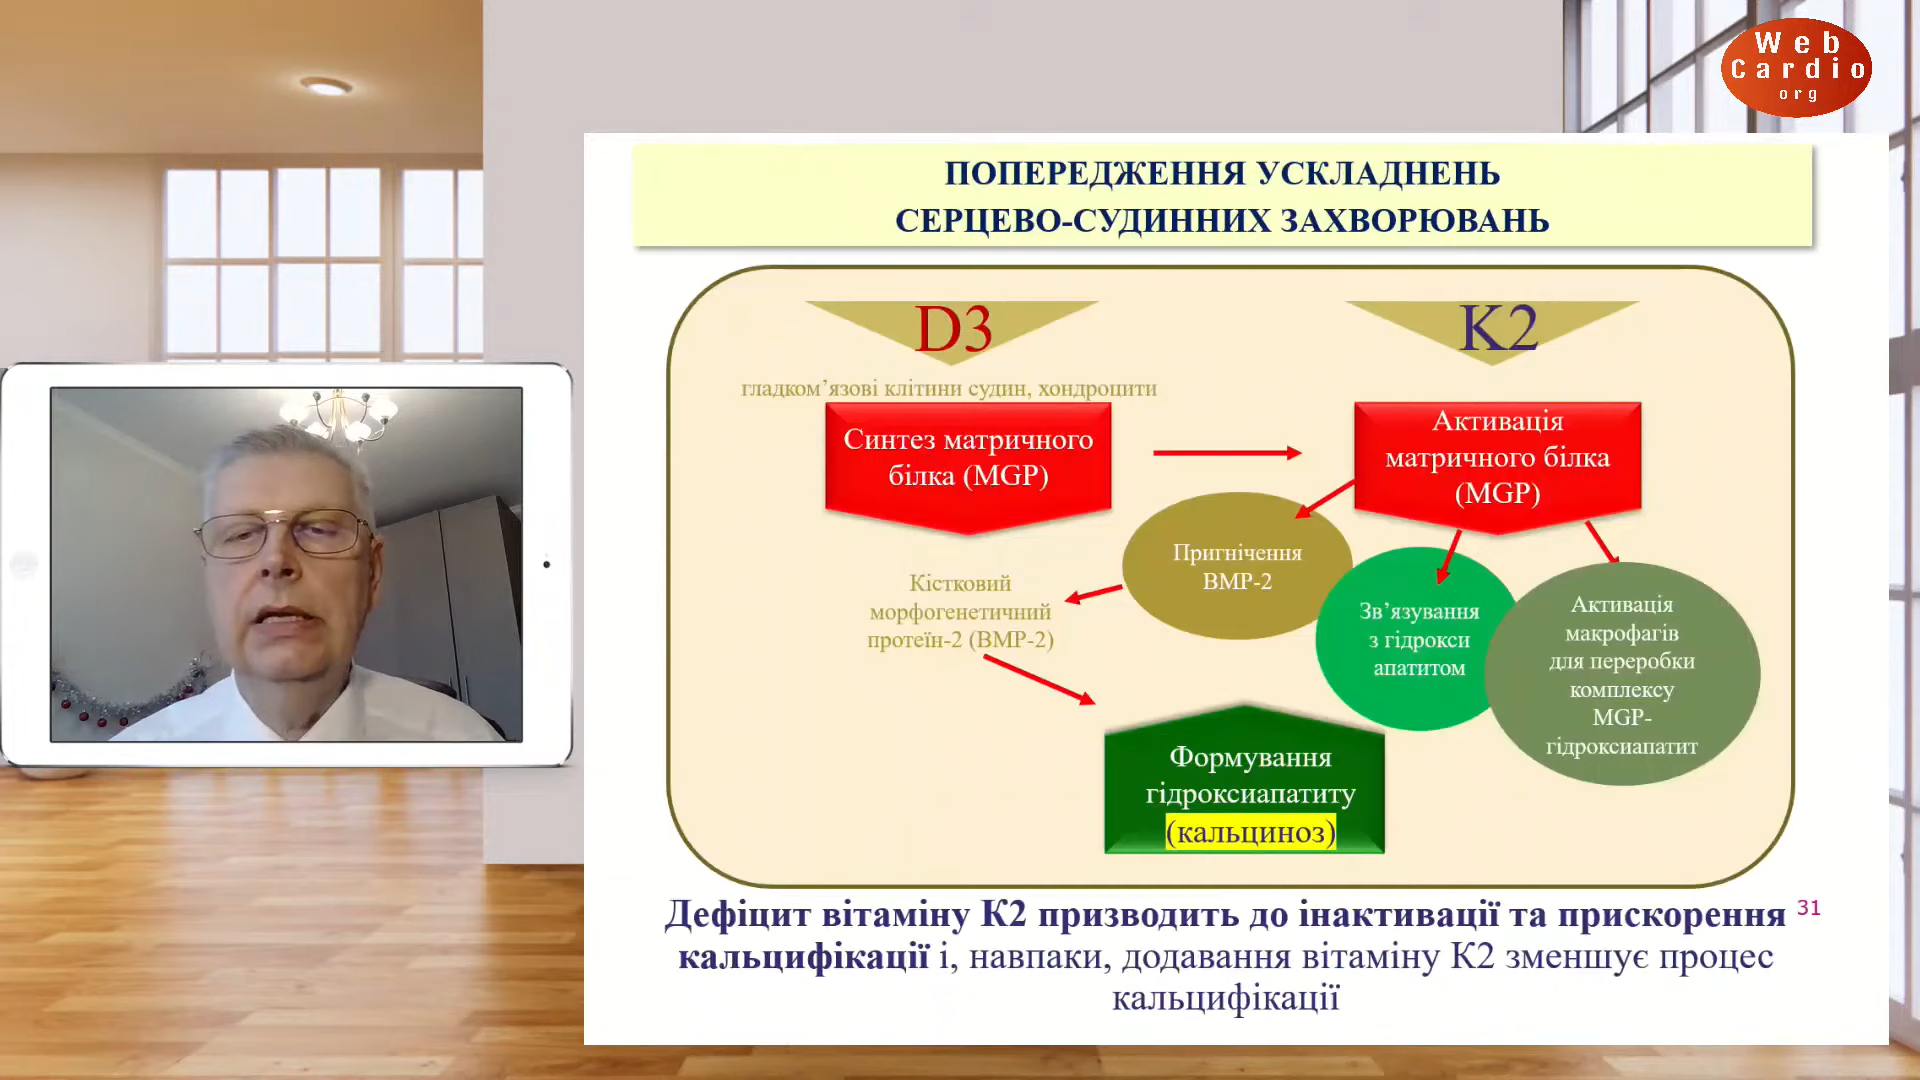 Web
Cardio
org
ПОПЕРЕДЖЕННЯ УСКЛАДНЕНЬ
СЕРЦЕВО-СУДИННИХ ЗАХВОРЮВАНЬ
D3
K2
гладком’язові клітини судин, хондроцити
Синтез матричного
білка (MGP)
Активація
матричного білка
(MGP)
Пригнічення
BMP-2
Кістковий
морфогенетичний
протеїн-2 (BMP-2)
Зв’язування
з гідрокси
апатитом
Активація
макрофагів
для переробки
комплексу
MGP-
гідроксиапатит
Формування
гідроксиапатиту
(кальциноз)
Дефіцит вітаміну К2 призводить до інактивації та прискорення
кальцифікації і, навпаки, додавання вітаміну К2 зменшує процес
кальцифікації
31